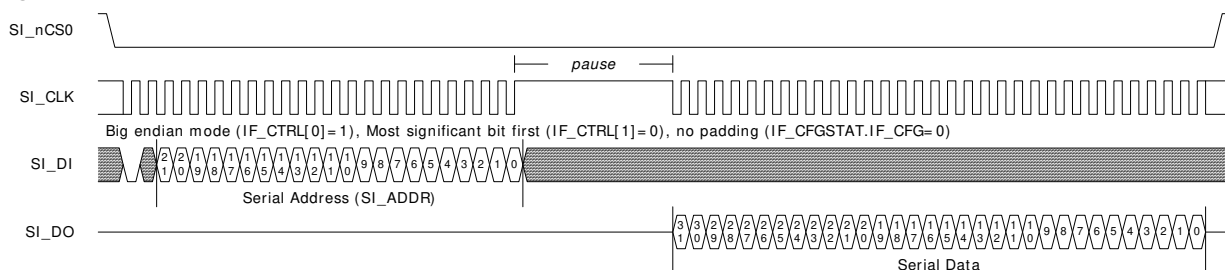 SI_nCS0
pause
SI_CLK
Big endian mode (IF_CTRL[0]=1), Most significant bit first (IF_CTRL[1]=0), no padding (IF_CFGSTAT.IF_CFG=0)
SI_DI
21 20 19 18 17 16 15 14 13 12 11 10 9 8 7 6 5 4 3 2 1 0
Serial Address (SI_ADDR)
SI_DO
31 30 29 28 27 26 25 24 23 22 21 20 19 18 17 16 15 14 13 12 11 10 9 8 7 6 5 4 3 2 1 0
Serial Data